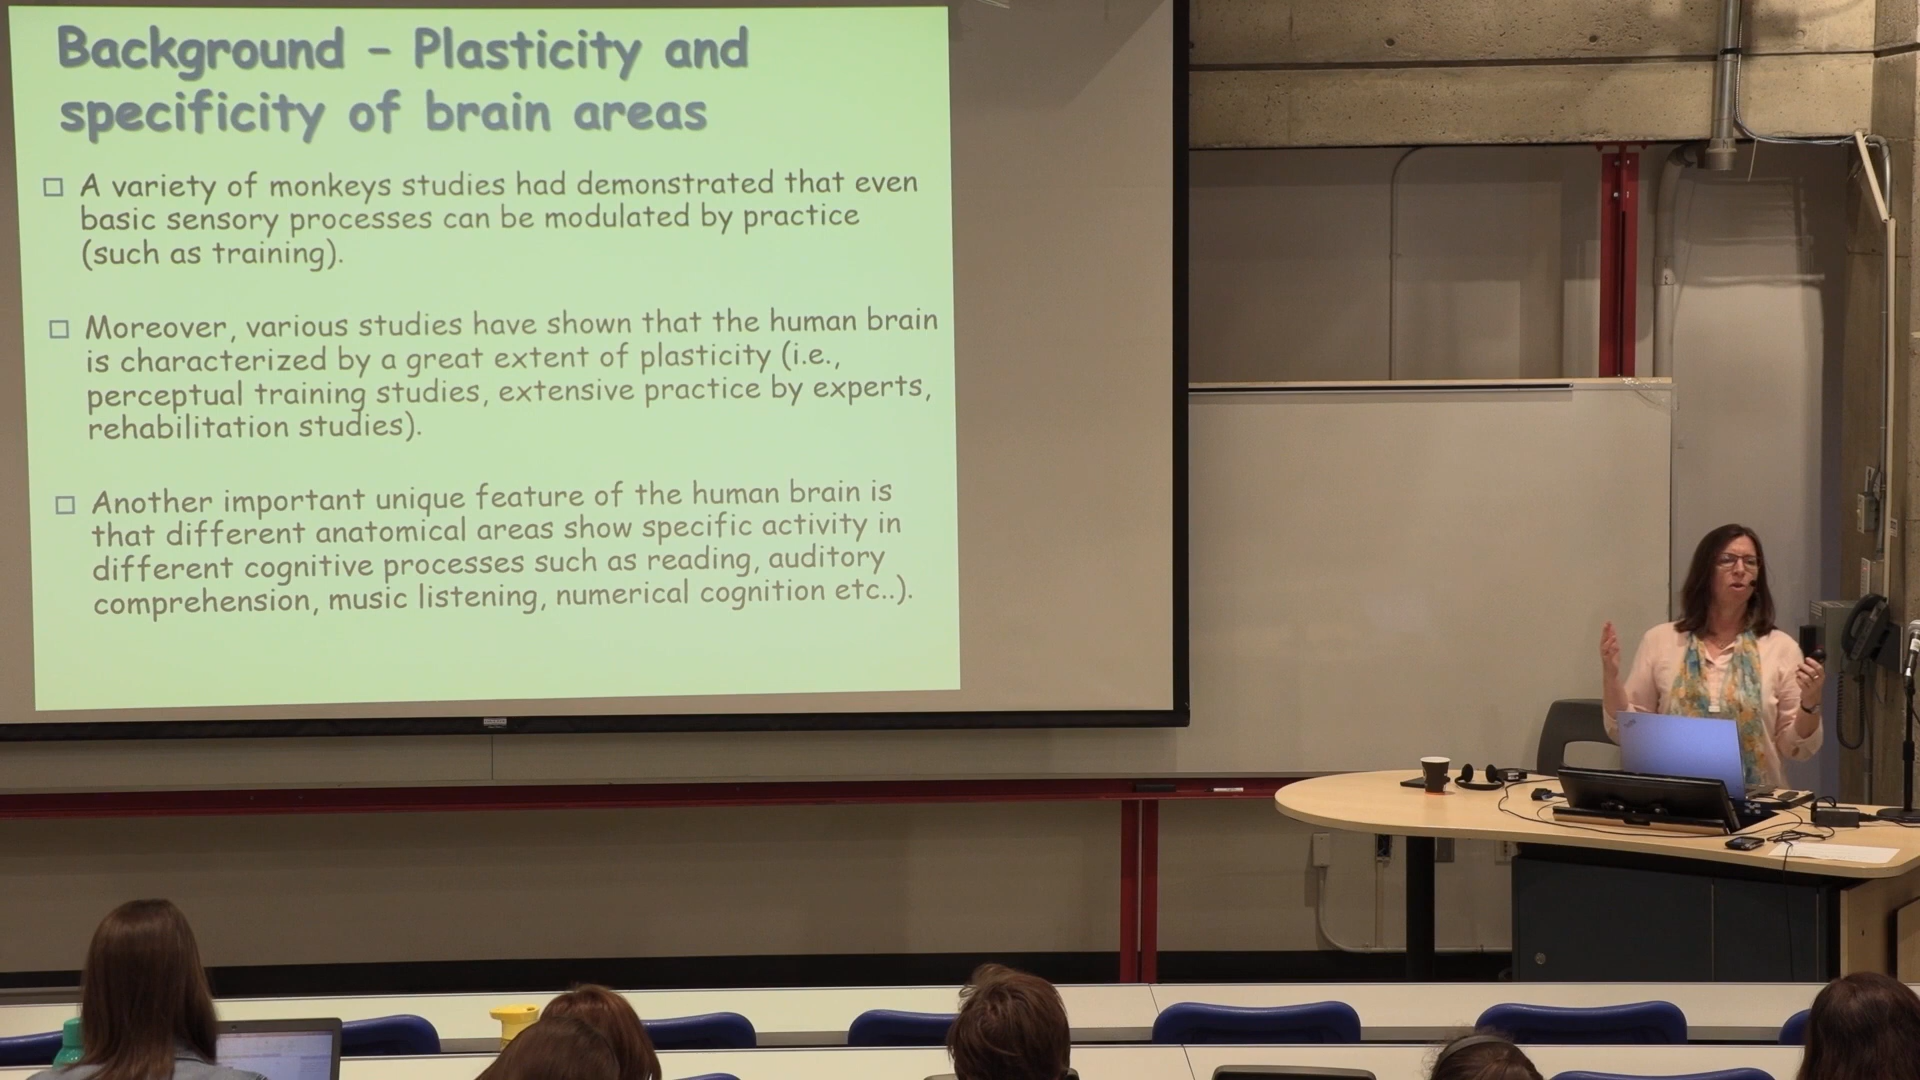 Background - Plasticity and
specificity of brain areas
A variety of monkeys studies had demonstrated that even
basic sensory processes can be modulated by practice
(such as training).
Moreover, various studies have shown that the human brain
is characterized by a great extent of plasticity (i.e.,
perceptual training studies, extensive practice by experts,
rehabilitation studies).
Another important unique feature of the human brain is
that different anatomical areas show specific activity in
different cognitive processes such as reading, auditory
comprehension, music listening, numerical cognition etc..).